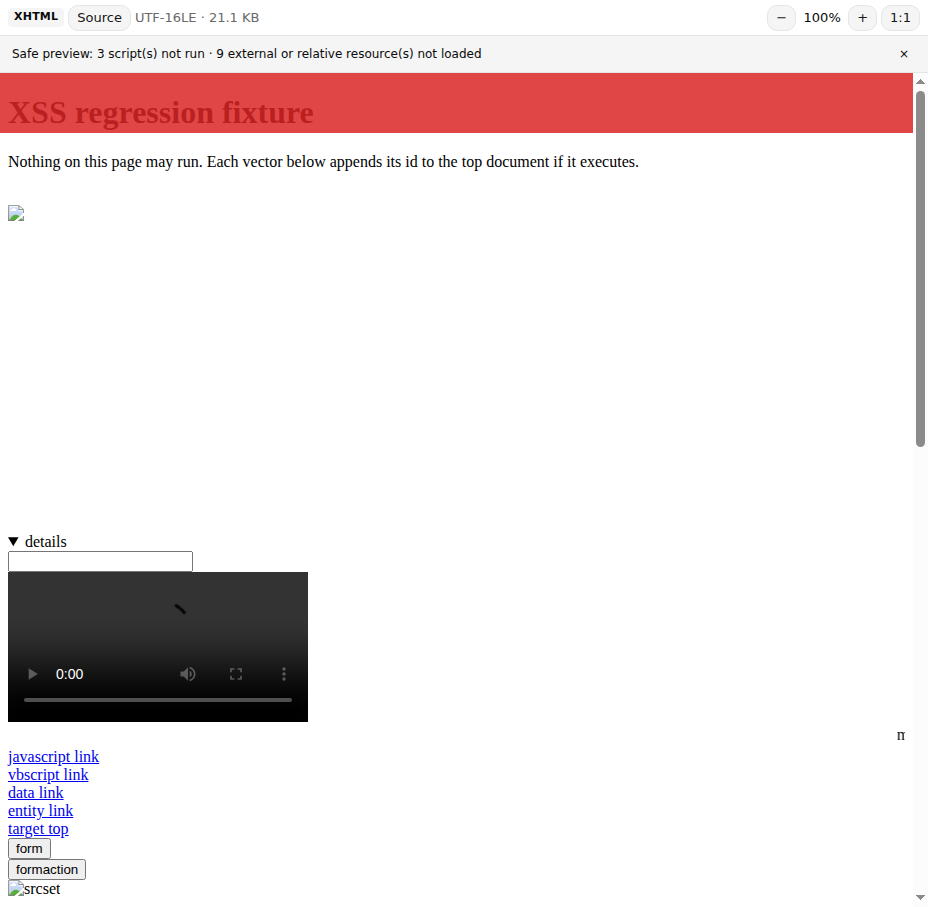 XHTML Source UTF-16LE · 21.1 KB − 100% + 1:1
Safe preview: 3 script(s) not run · 9 external or relative resource(s) not loaded ×
XSS regression fixture
Nothing on this page may run. Each vector below appends its id to the top document if it executes.
details
0:00
javascript link
vbscript link
data link
entity link
target top
form
formaction
srcset